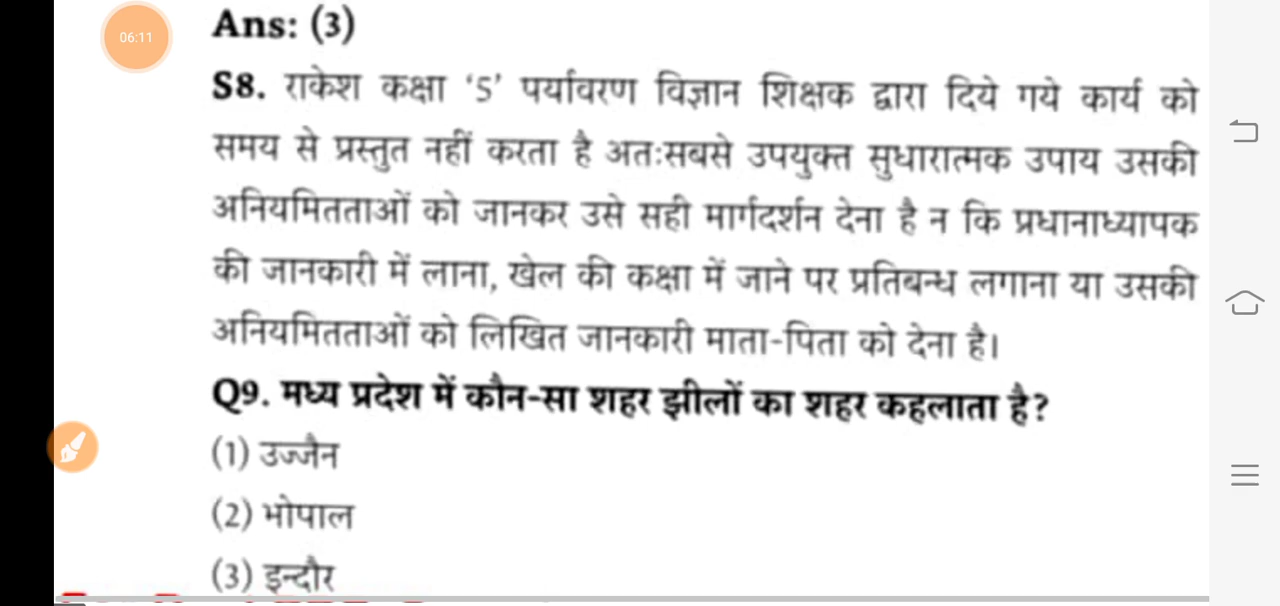 06:11
Ans: (3)
S8. राकेश कक्षा ‘5’ पर्यावरण विज्ञान शिक्षक द्वारा दिये गये कार्य को
समय से प्रस्तुत नहीं करता है अतःसबसे उपयुक्त सुधारात्मक उपाय उसकी
अनियमितताओं को जानकर उसे सही मार्गदर्शन देना है न कि प्रधानाध्यापक
की जानकारी में लाना, खेल की कक्षा में जाने पर प्रतिबन्ध लगाना या उसकी
अनियमितताओं को लिखित जानकारी माता-पिता को देना है।
Q9. मध्य प्रदेश में कौन-सा शहर झीलों का शहर कहलाता है?
(1) उज्जैन
(2) भोपाल
(3) इन्दौर